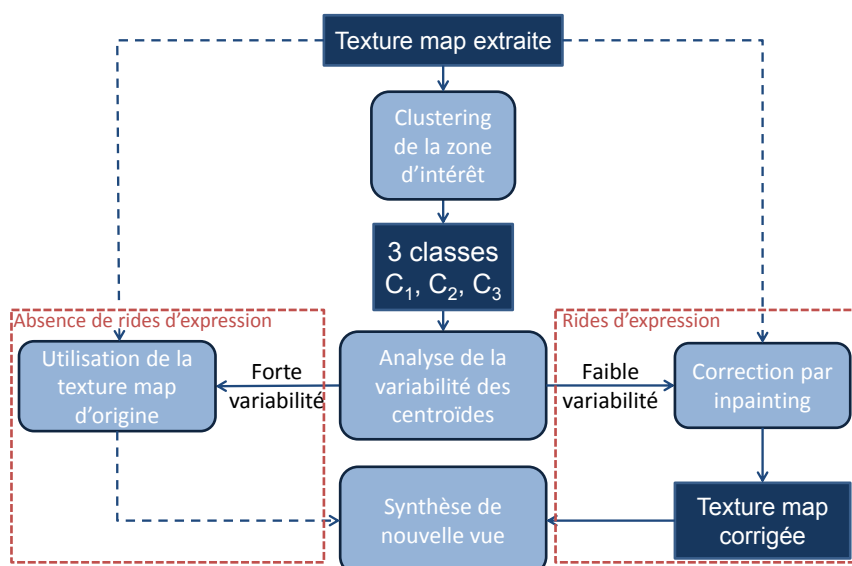 Texture map extraite
Clustering
de la zone
d'intérêt
3 classes
C₁, C₂, C₃
Absence de rides d'expression
Rides d'expression
Utilisation de la
texture map
d'origine
Forte
variabilité
Analyse de la
variabilité des
centroïdes
Faible
variabilité
Correction par
inpainting
Synthèse de
nouvelle vue
Texture map
corrigée